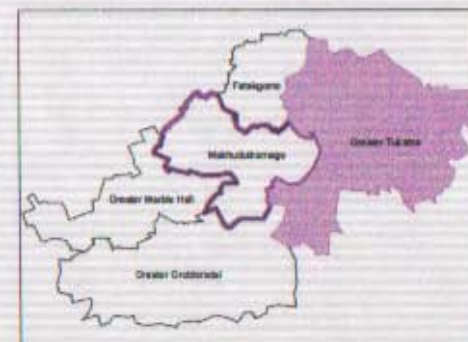 Fetakgomo
Makhuduthamaga
Greater Tubatse
Greater Marble Hall
Greater Groblersdal